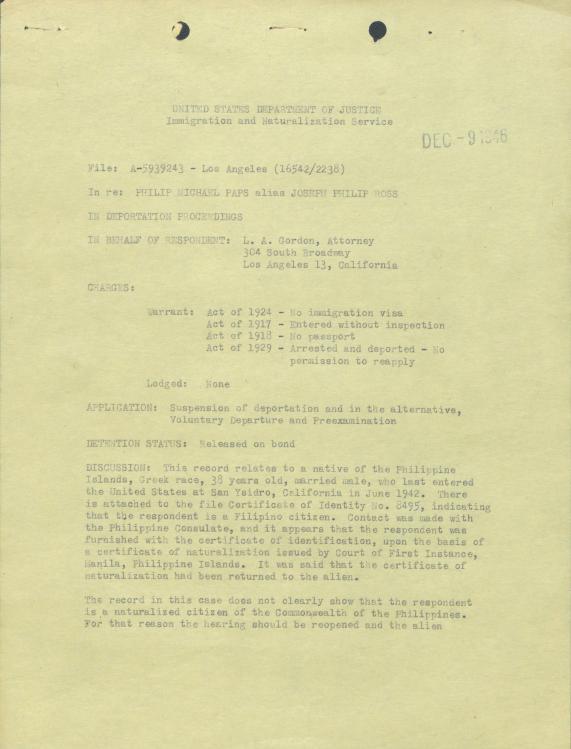 UNITED STATES DEPARTMENT OF JUSTICE
Immigration and Naturalization Service
DEC -9 1946
File: A-5939243 - Los Angeles (16542/2238)
In re: PHILIP MICHAEL PAPS alias JOSEPH PHILIP ROSS
IN DEPORTATION PROCEEDINGS
IN BEHALF OF RESPONDENT: L. A. Gordon, Attorney
304 South Broadway
Los Angeles 13, California
CHARGES:
Warrant: Act of 1924 - No immigration visa
Act of 1917 - Entered without inspection
Act of 1918 - No passport
Act of 1929 - Arrested and deported - No
permission to reapply
Lodged: None
APPLICATION: Suspension of deportation and in the alternative,
Voluntary Departure and Preexamination
DETENTION STATUS: Released on bond
DISCUSSION: This record relates to a native of the Philippine
Islands, Greek race, 38 years old, married male, who last entered
the United States at San Ysidro, California in June 1942. There
is attached to the file Certificate of Identity No. 8495, indicating
that the respondent is a Filipino citizen. Contact was made with
the Philippine Consulate, and it appears that the respondent was
furnished with the certificate of identification, upon the basis of
a certificate of naturalization issued by Court of First Instance,
Manila, Philippine Islands. It was said that the certificate of
naturalization had been returned to the alien.
The record in this case does not clearly show that the respondent
is a naturalized citizen of the Commonwealth of the Philippines.
For that reason the hearing should be reopened and the alien